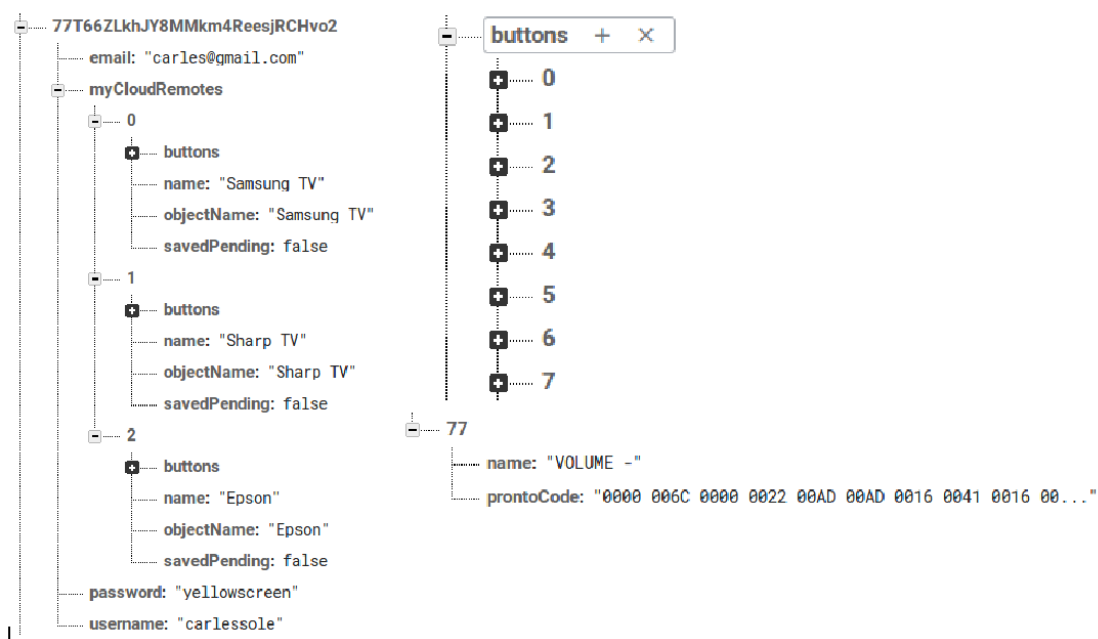 77T66ZLkhJY8MMkm4ReesjRCHvo2
email: "carles@gmail.com"
myCloudRemotes
0
buttons
name: "Samsung TV"
objectName: "Samsung TV"
savedPending: false
1
buttons
name: "Sharp TV"
objectName: "Sharp TV"
savedPending: false
2
buttons
name: "Epson"
objectName: "Epson"
savedPending: false
password: "yellowscreen"
username: "carlessole"
buttons + ×
0
1
2
3
4
5
6
7
77
name: "VOLUME -"
prontoCode: "0000 006C 0000 0022 00AD 00AD 0016 0041 0016 00..."